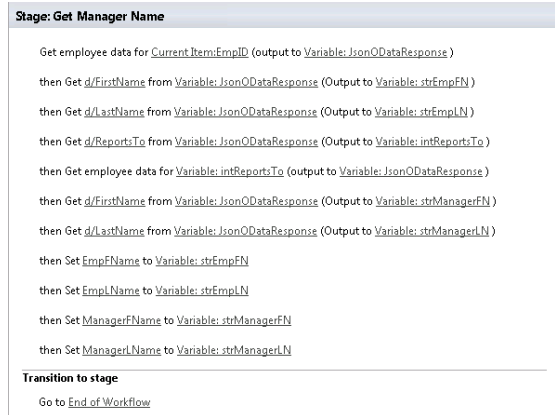 Stage: Get Manager Name
Get employee data for Current Item:EmpID (output to Variable: JsonODataResponse )
then Get d/FirstName from Variable: JsonODataResponse (Output to Variable: strEmpFN )
then Get d/LastName from Variable: JsonODataResponse (Output to Variable: strEmpLN )
then Get d/ReportsTo from Variable: JsonODataResponse (Output to Variable: intReportsTo )
then Get employee data for Variable: intReportsTo (output to Variable: JsonODataResponse )
then Get d/FirstName from Variable: JsonODataResponse (Output to Variable: strManagerFN )
then Get d/LastName from Variable: JsonODataResponse (Output to Variable: strManagerLN )
then Set EmpFName to Variable: strEmpFN
then Set EmpLName to Variable: strEmpLN
then Set ManagerFName to Variable: strManagerFN
then Set ManagerLName to Variable: strManagerLN
Transition to stage
Go to End of Workflow